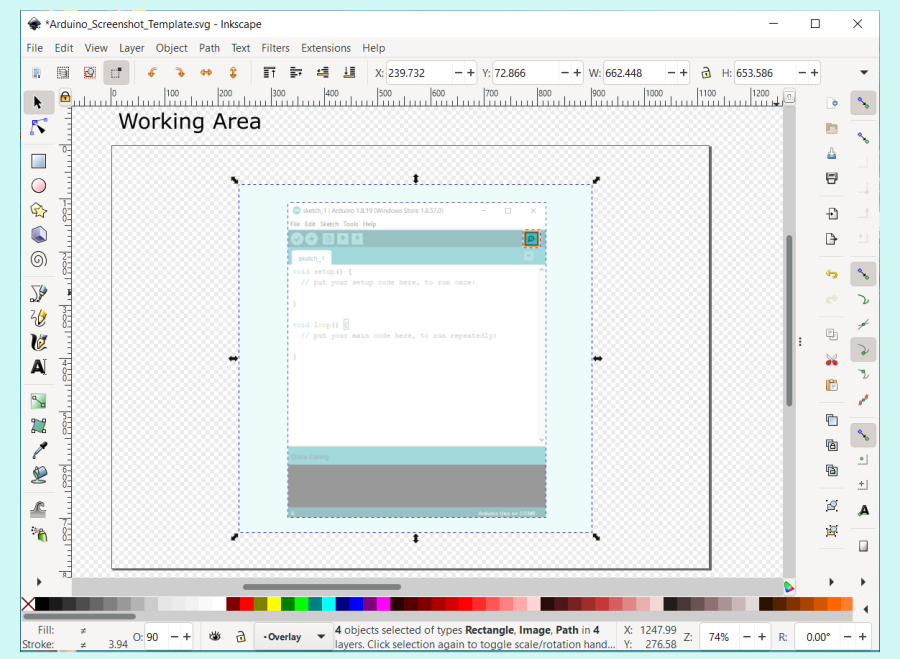 *Arduino_Screenshot_Template.svg - Inkscape
File Edit View Layer Object Path Text Filters Extensions Help
X: 239.732 Y: 72.866 W: 662.448 H: 653.586
0 100 200 300 400 500 600 700 800 900 1000 1100 1200
Working Area
sketch_1 | Arduino 1.8.19 (Windows Store 1.8.57.0)
File Edit Sketch Tools Help
sketch_1
void setup() {
// put your setup code here, to run once:
}
void loop() {
// put your main code here, to run repeatedly:
}
Done Saving.
Arduino Uno on COM6
Fill: ≠
Stroke: ≠ 3.94
O: 90
-Overlay
4 objects selected of types Rectangle, Image, Path in 4
layers. Click selection again to toggle scale/rotation hand...
X: 1247.99
Y: 276.58
Z: 74%
R: 0.00°